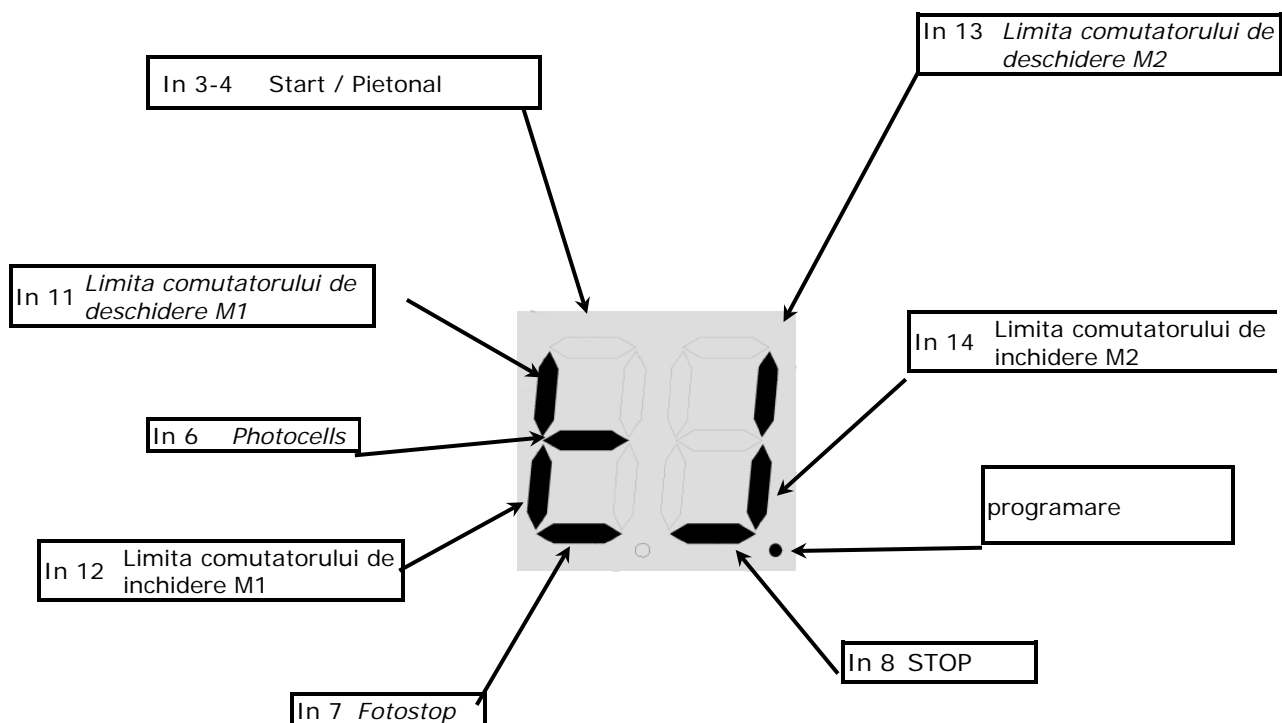 In 13 Limita comutatorului de
deschidere M2
In 3-4 Start / Pietonal
In 11 Limita comutatorului de
deschidere M1
In 14 Limita comutatorului de
inchidere M2
In 6 Photocells
programare
In 12 Limita comutatorului de
inchidere M1
In 8 STOP
In 7 Fotostop